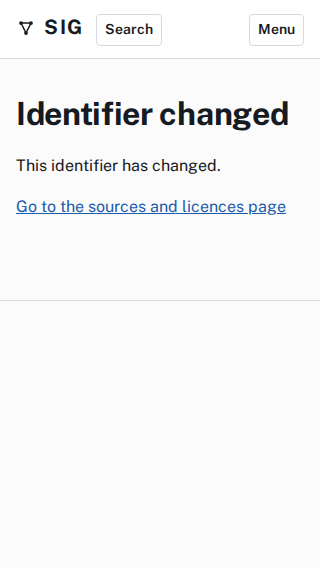 SIG Search Menu
Identifier changed
This identifier has changed.
Go to the sources and licences page